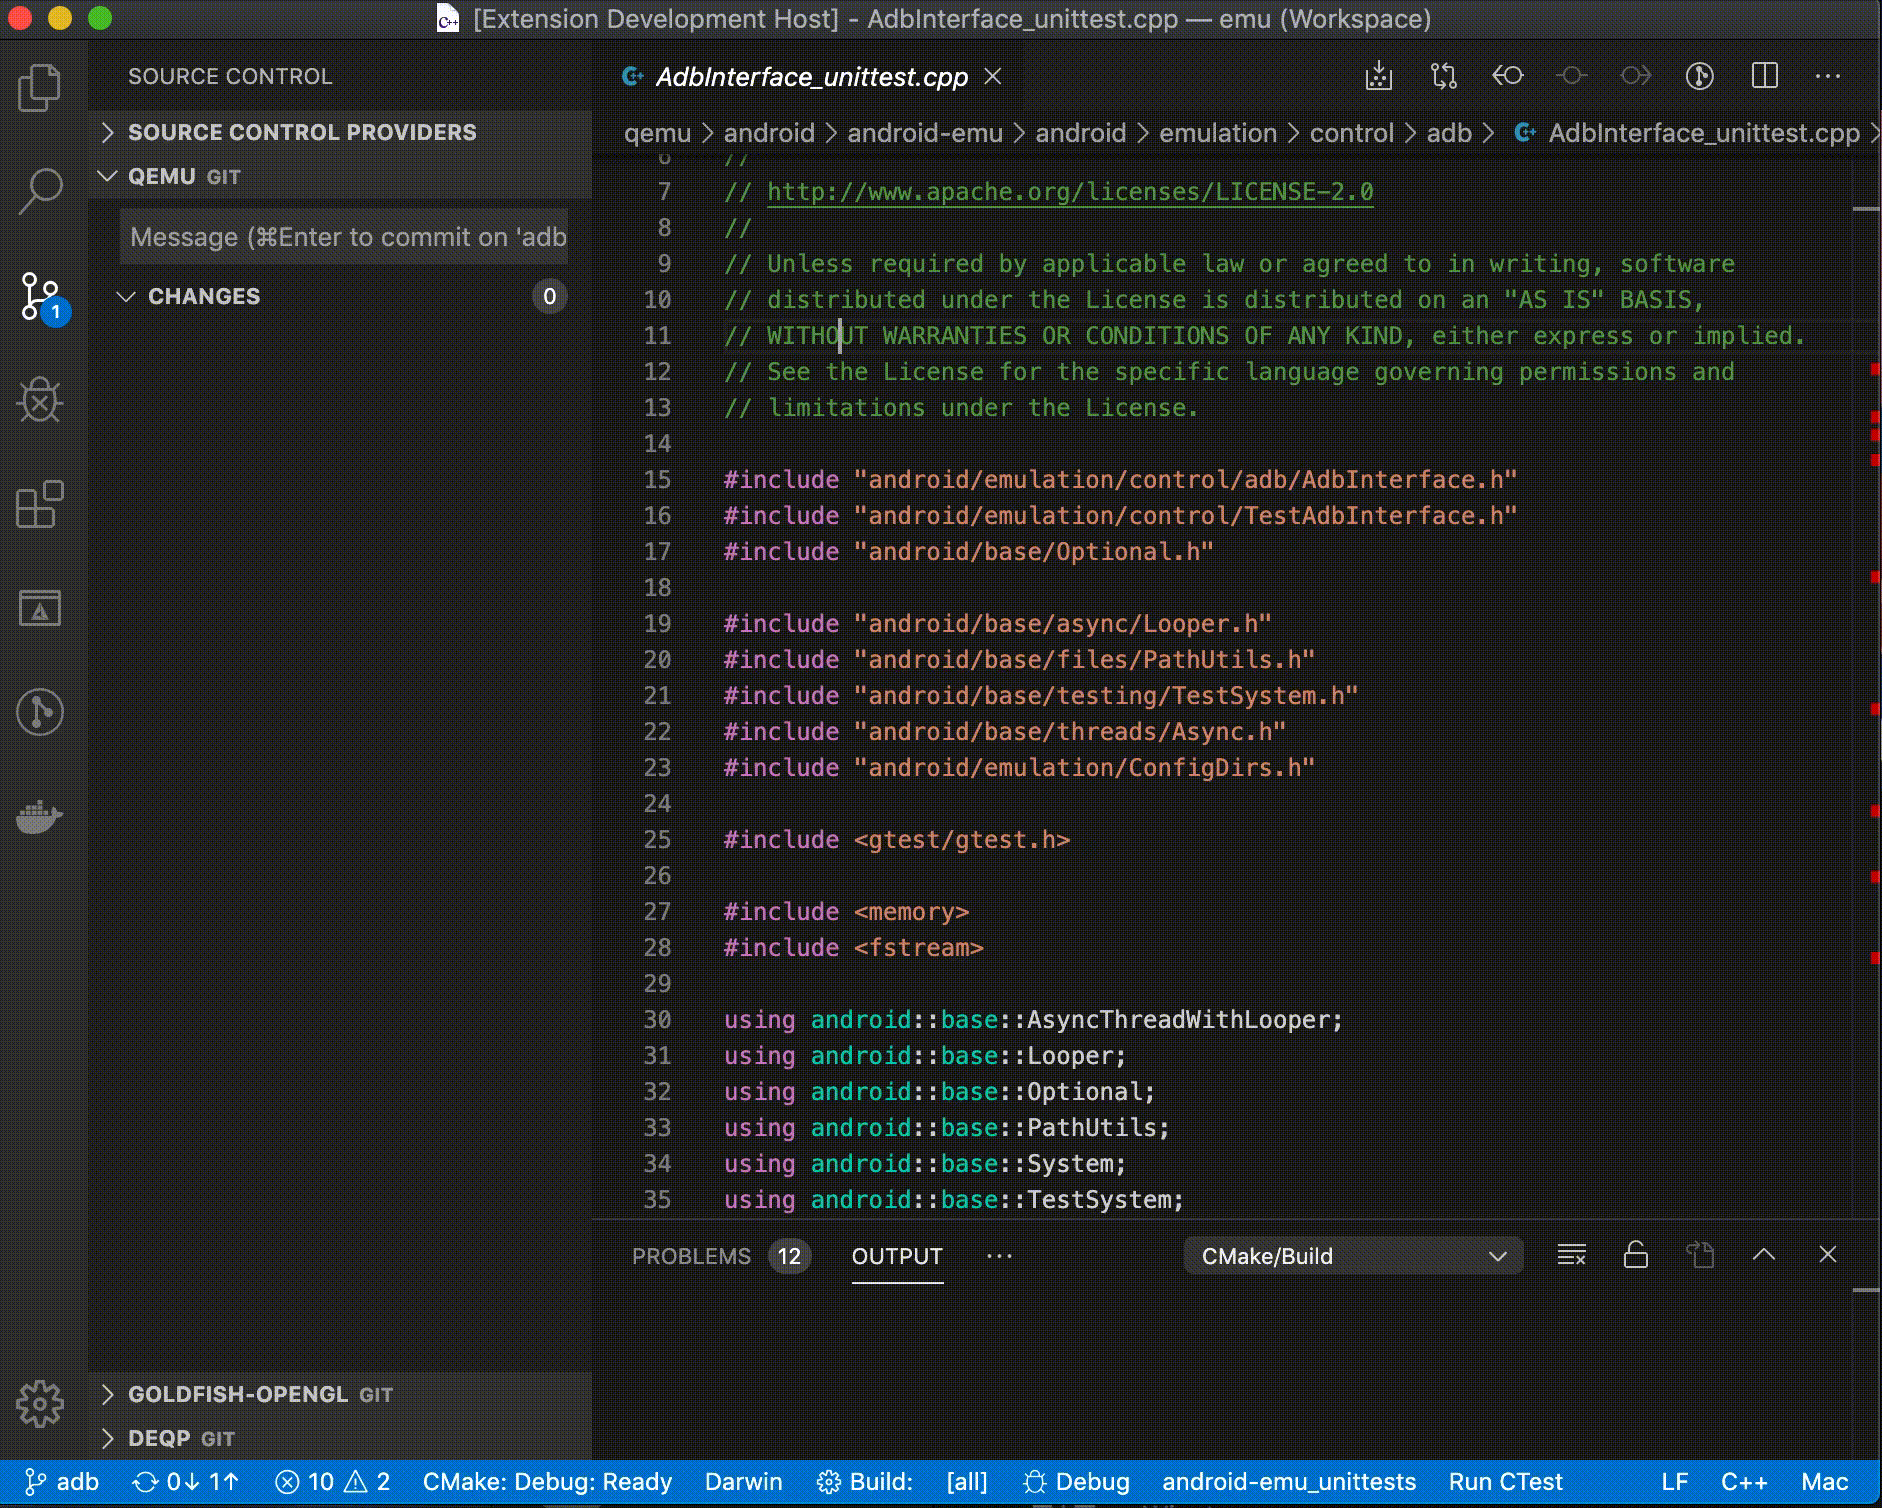 [Extension Development Host] - AdbInterface_unittest.cpp — emu (Workspace)
SOURCE CONTROL
SOURCE CONTROL PROVIDERS
QEMU GIT
Message (⌘Enter to commit on 'adb
CHANGES 0
1
GOLDFISH-OPENGL GIT
DEQP GIT
AdbInterface_unittest.cpp
qemu > android > android-emu > android > emulation > control > adb > AdbInterface_unittest.cpp >
6 //
7 // http://www.apache.org/licenses/LICENSE-2.0
8 //
9 // Unless required by applicable law or agreed to in writing, software
10 // distributed under the License is distributed on an "AS IS" BASIS,
11 // WITHOUT WARRANTIES OR CONDITIONS OF ANY KIND, either express or implied.
12 // See the License for the specific language governing permissions and
13 // limitations under the License.
14
15 #include "android/emulation/control/adb/AdbInterface.h"
16 #include "android/emulation/control/TestAdbInterface.h"
17 #include "android/base/Optional.h"
18
19 #include "android/base/async/Looper.h"
20 #include "android/base/files/PathUtils.h"
21 #include "android/base/testing/TestSystem.h"
22 #include "android/base/threads/Async.h"
23 #include "android/emulation/ConfigDirs.h"
24
25 #include <gtest/gtest.h>
26
27 #include <memory>
28 #include <fstream>
29
30 using android::base::AsyncThreadWithLooper;
31 using android::base::Looper;
32 using android::base::Optional;
33 using android::base::PathUtils;
34 using android::base::System;
35 using android::base::TestSystem;
PROBLEMS 12 OUTPUT ... CMake/Build
adb 0↓ 1↑ 10 2 CMake: Debug: Ready Darwin Build: [all] Debug android-emu_unittests Run CTest LF C++ Mac